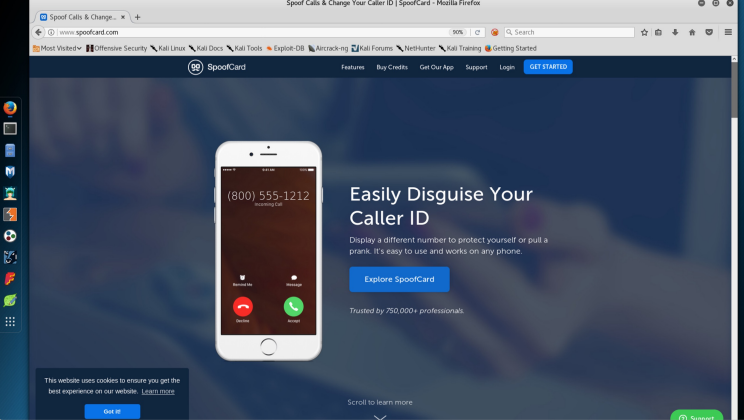 Spoof Calls & Change Your Caller ID | SpoofCard - Mozilla Firefox
Spoof Calls & Change...
www.spoofcard.com
90%
Search
Most Visited
Offensive Security
Kali Linux
Kali Docs
Kali Tools
Exploit-DB
Aircrack-ng
Kali Forums
NetHunter
Kali Training
Getting Started
SpoofCard
Features
Buy Credits
Get Our App
Support
Login
GET STARTED
9:41 AM
100%
(800) 555-1212
Incoming Call
Remind Me
Message
Decline
Accept
Easily Disguise Your
Caller ID
Display a different number to protect yourself or pull a
prank. It's easy to use and works on any phone.
Explore SpoofCard
Trusted by 750,000+ professionals.
This website uses cookies to ensure you get the
best experience on our website. Learn more
Got it!
Scroll to learn more
Support